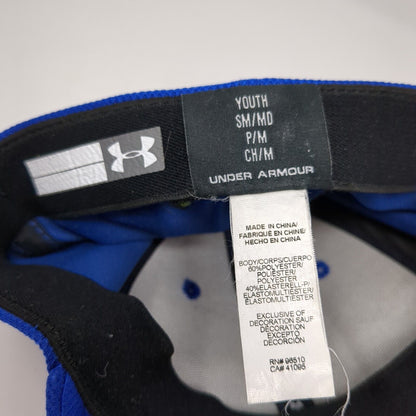 YOUTH
SM/MD
P/M
CH/M
UNDER ARMOUR
MADE IN CHINA/
FABRIQUÉ EN CHINE/
HECHO EN CHINA
BODY/CORPS/CUERPO
60%POLYESTER/
POLIESTER/
POLYESTER
40%ELASTERELL-P/
ELASTOMULTIESTER/
ELASTOMULTIESTER
EXCLUSIVE OF
DECORATION SAUF
DÉCORATION
EXCEPTO
DECORCIÓN
RN# 96510
CA# 41095